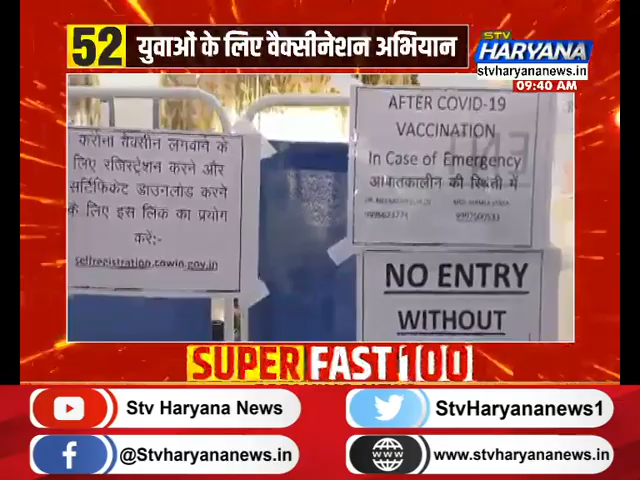 52 युवाओं के लिए वैक्सीनेशन अभियान
STV
HARYANA
stvharyananews.in
09:40 AM
करोना वैक्सीन लगवाने के
लिए रजिस्ट्रेशन करने और
सर्टिफिकेट डाउनलोड करने
के लिए इस लिंक का प्रयोग
करें:-
selfregistration.cowin.gov.in
AFTER COVID-19
VACCINATION
In Case of Emergency
आपातकालीन की स्थिती में
NO ENTRY
WITHOUT
SUPER FAST 100
Stv Haryana News
StvHaryananews1
@Stvharyananews.in
www.stvharyananews.in